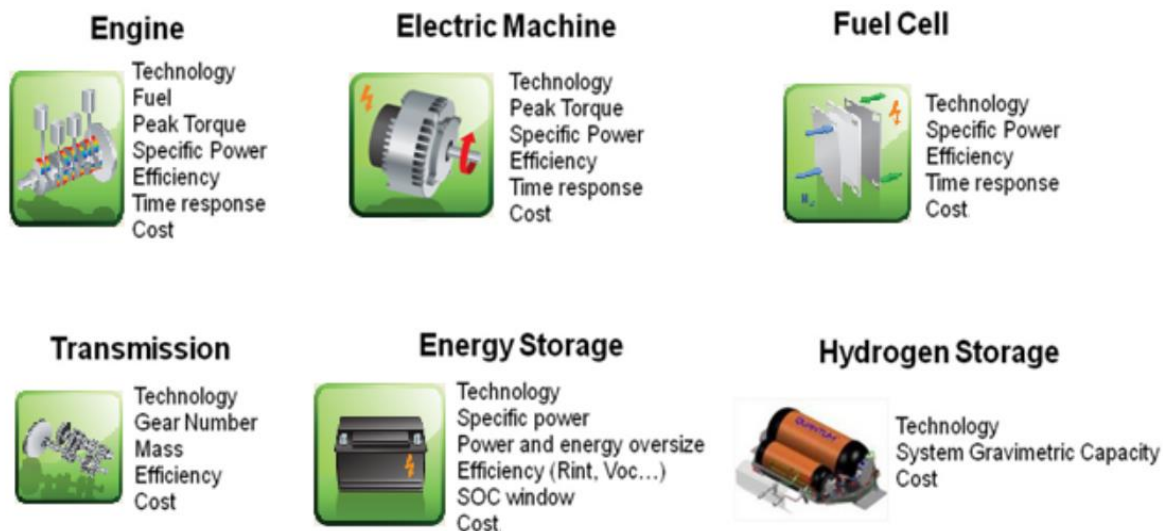 Engine
Technology
Fuel
Peak Torque
Specific Power
Efficiency
Time response
Cost
Electric Machine
Technology
Peak Torque
Specific Power
Efficiency
Time response
Cost
Fuel Cell
Technology
Specific Power
Efficiency
Time response
Cost
H₂
Transmission
Technology
Gear Number
Mass
Efficiency
Cost
Energy Storage
Technology
Specific power
Power and energy oversize
Efficiency (Rint, Voc...)
SOC window
Cost
Hydrogen Storage
QUANTUM
Technology
System Gravimetric Capacity
Cost